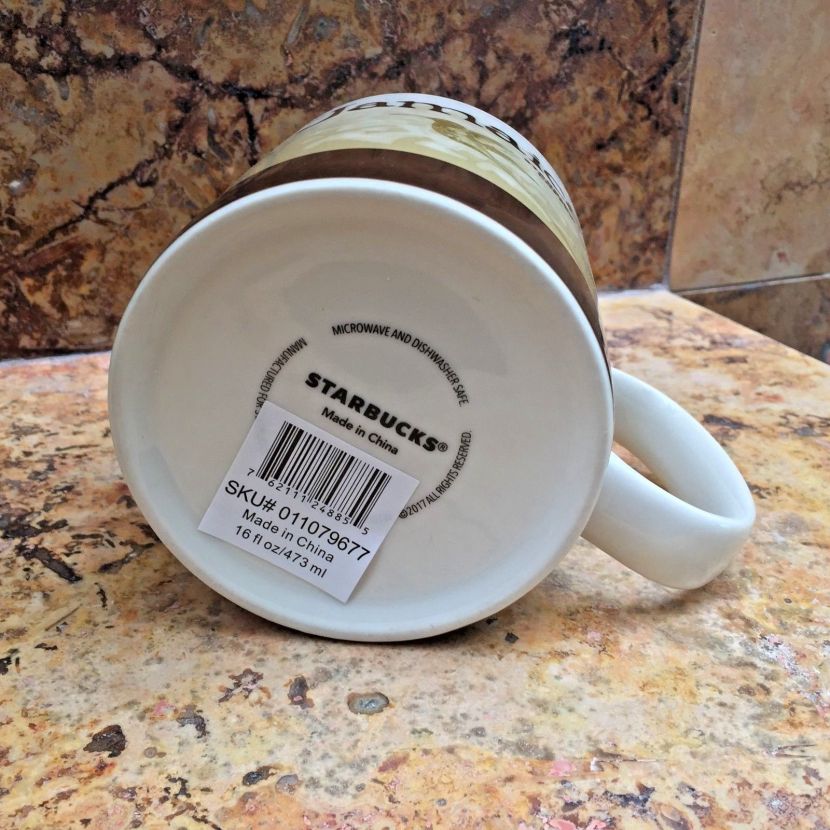 Jamaic
MICROWAVE AND DISHWASHER SAFE.
MANUFACTURED FOR S
STARBUCKS®
Made in China
©2017 ALL RIGHTS RESERVED.
7 62111 24885 5
SKU# 011079677
Made in China
16 fl oz/473 ml